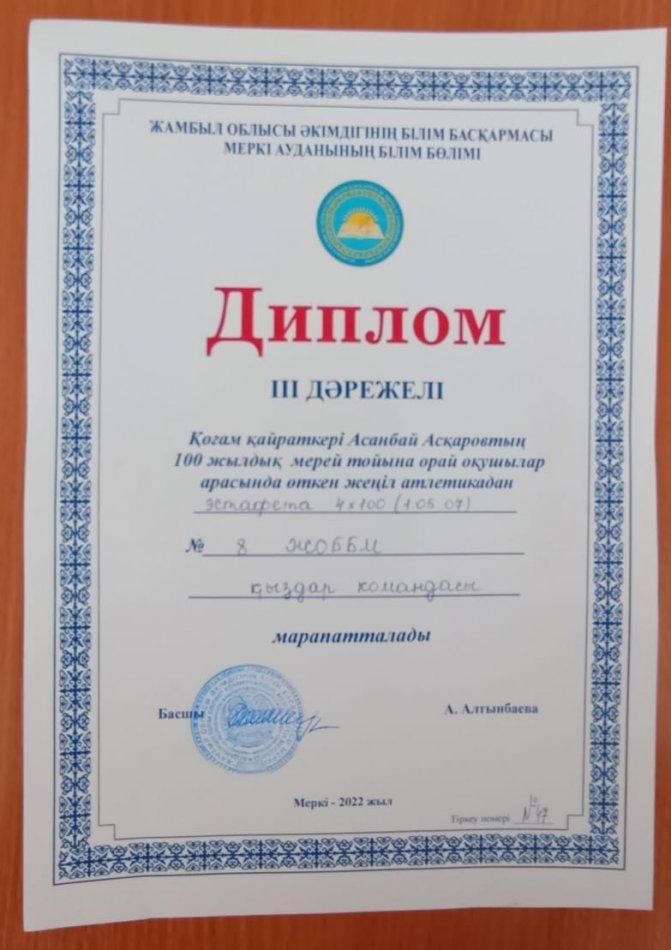 ЖАМБЫЛ ОБЛЫСЫ ӘКІМДІГІНІҢ БІЛІМ БАСҚАРМАСЫ
МЕРКІ АУДАНЫНЫҢ БІЛІМ БӨЛІМІ
Диплом
III ДӘРЕЖЕЛІ
Қоғам қайраткері Асанбай Асқаровтың
100 жылдық мерей тойына орай оқушылар
арасында өткен жеңіл атлетикадан
эстафета 4х100 (1.05.07)
№ 8 ЖОББМ
қыздар командасы
марапатталады
Басшы А. Алтынбаева
Меркі - 2022 жыл
Тіркеу номері №47